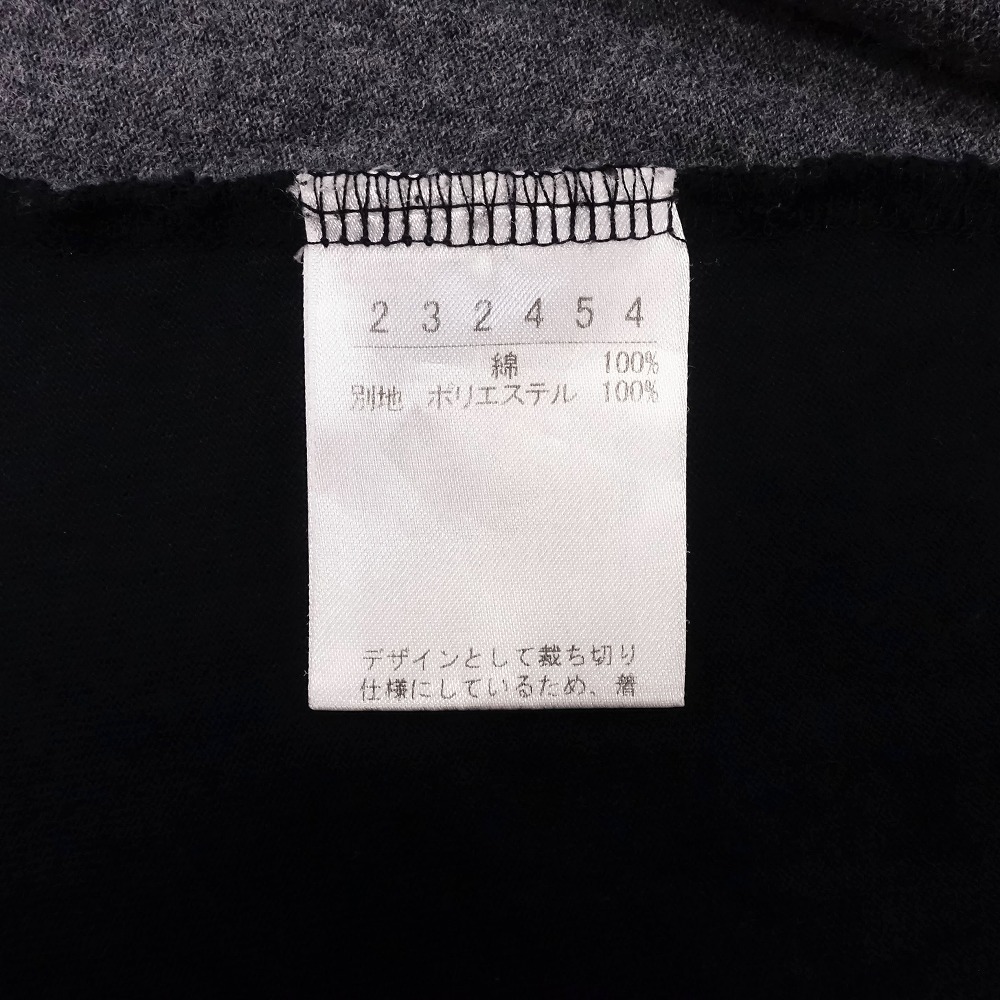 2 3 2 4 5 4
綿 100%
別地 ポリエステル 100%
デザインとして裁ち切り
仕様にしているため、着